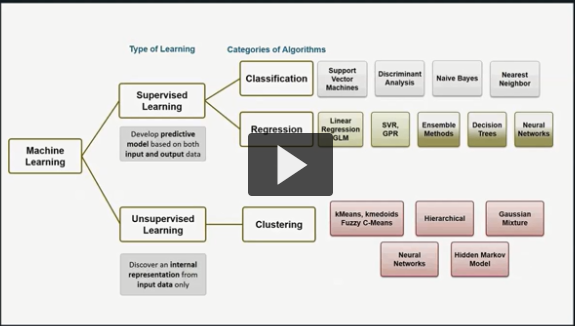 Type of Learning
Categories of Algorithms
Machine
Learning
Supervised
Learning
Develop predictive
model based on both
input and output data
Classification
Support
Vector
Machines
Discriminant
Analysis
Naive Bayes
Nearest
Neighbor
Regression
Linear
Regression
GLM
SVR,
GPR
Ensemble
Methods
Decision
Trees
Neural
Networks
Unsupervised
Learning
Discover an internal
representation from
input data only
Clustering
kMeans, kmedoids
Fuzzy C-Means
Hierarchical
Gaussian
Mixture
Neural
Networks
Hidden Markov
Model